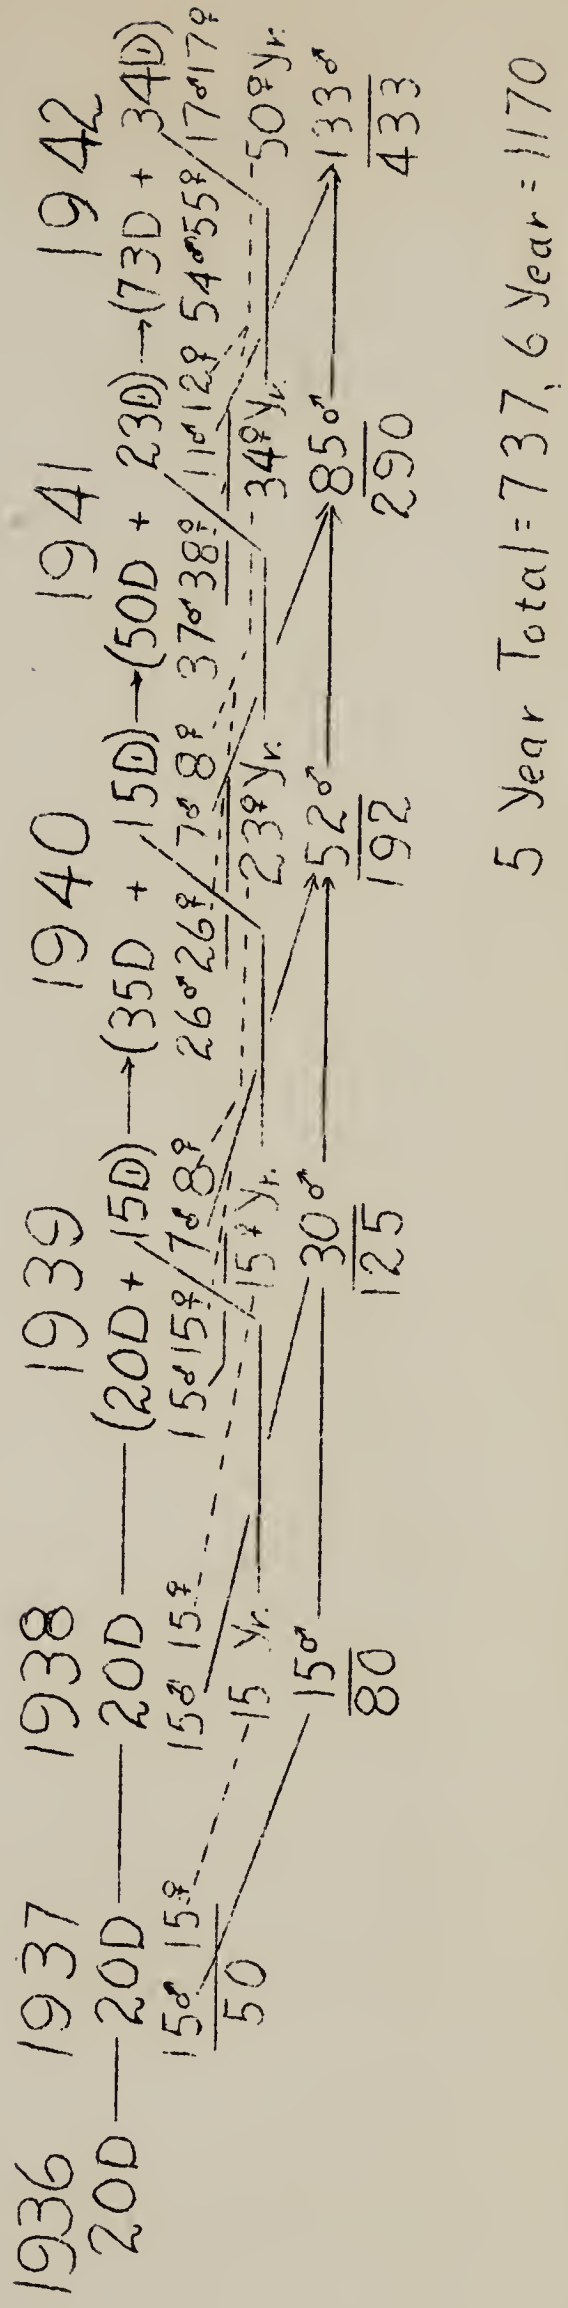 1936 1937 1938 1939 1940 1941 1942
20D — 20D — 20D — (20D + 15D) → (35D + 15D) → (50D + 23D) → (73D + 34D)
15♂ 15♀ 15♂ 15♀ 15♂ 15♀ / 7♂ 8♀ 26♂ 26♀ / 7♂ 8♀ 37♂ 38♀ / 11♂ 12♀ 54♂ 55♀ / 17♂ 17♀
50 15 Yr. 15♀ Yr. 23♀ Yr. 34♀ Yr. 50♀ Yr.
15♂ 30♂ 52♂ 85♂ 133♂
80 125 192 290 433
5 Year Total = 737, 6 Year = 1170